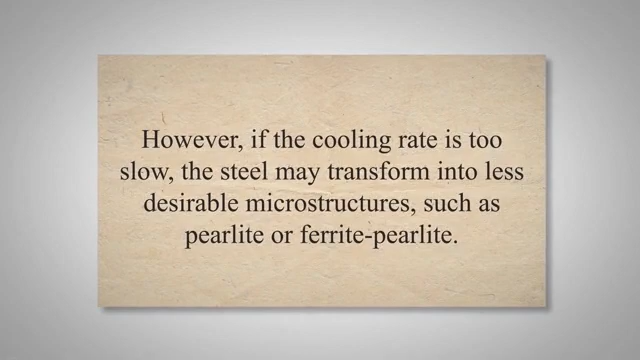 However, if the cooling rate is too
slow, the steel may transform into less
desirable microstructures, such as
pearlite or ferrite-pearlite.